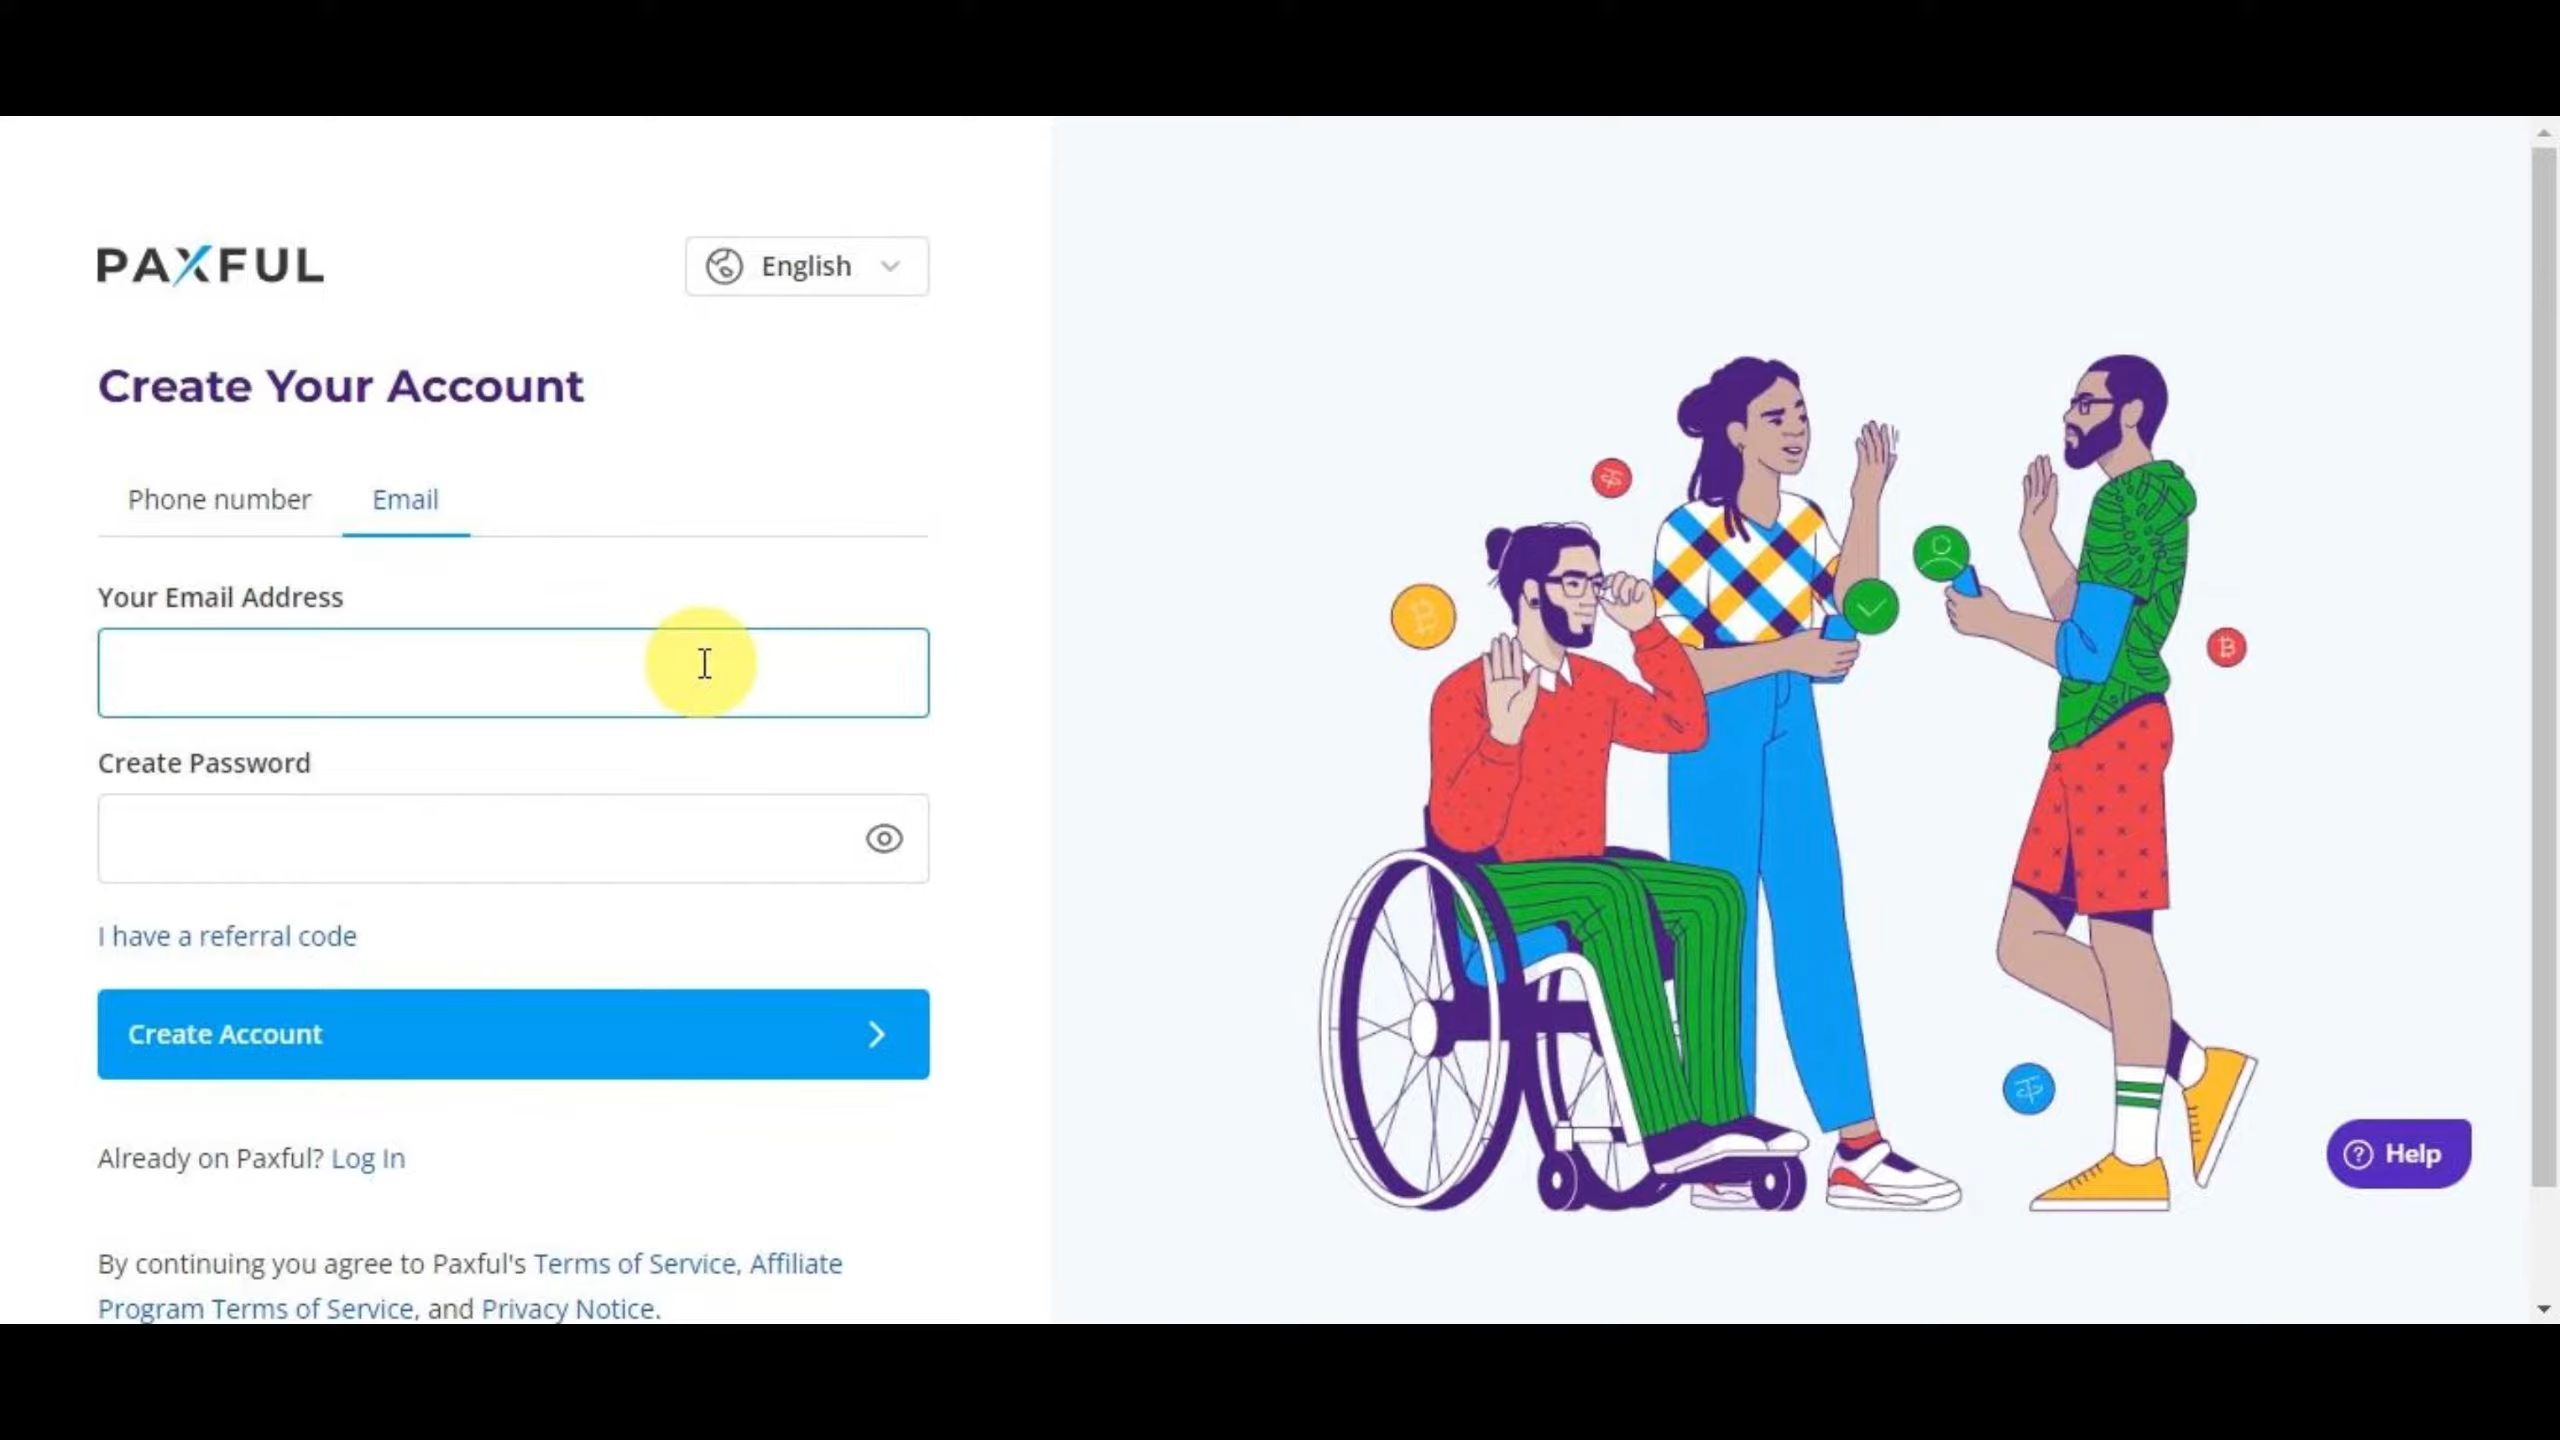 PAXFUL
English
Create Your Account
Phone number
Email
Your Email Address
Create Password
I have a referral code
Create Account
Already on Paxful? Log In
By continuing you agree to Paxful's Terms of Service, Affiliate
Program Terms of Service, and Privacy Notice.
Help